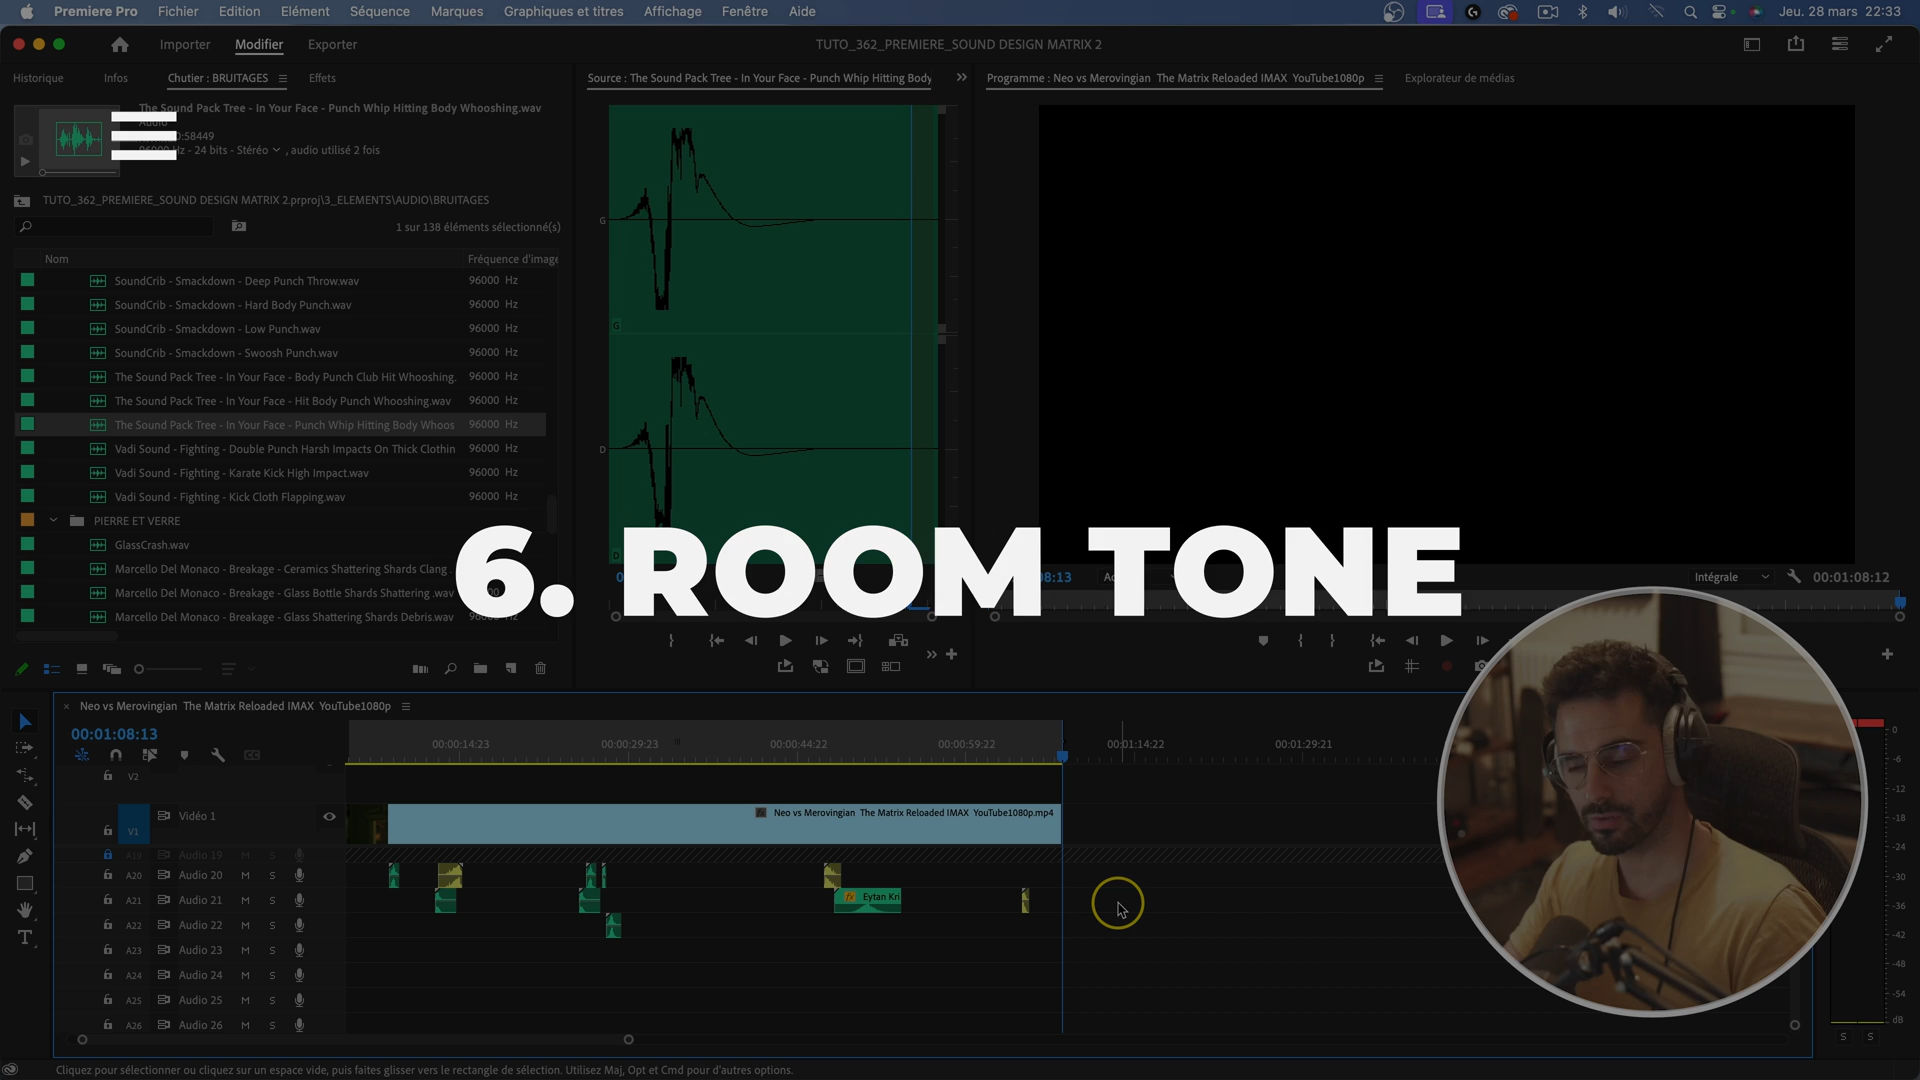 Premiere Pro Fichier Edition Elément Séquence Marques Graphiques et titres Affichage Fenêtre Aide Jeu. 28 mars 22:33
Importer Modifier Exporter TUTO_362_PREMIERE_SOUND DESIGN MATRIX 2
Historique Infos Chutier : BRUITAGES Effets
Source : The Sound Pack Tree - In Your Face - Punch Whip Hitting Body
Programme : Neo vs Merovingian The Matrix Reloaded IMAX YouTube1080p Explorateur de médias
The Sound Pack Tree - In Your Face - Punch Whip Hitting Body Whooshing.wav
Audio
:58449
96000 Hz - 24 bits - Stéréo , audio utilisé 2 fois
TUTO_362_PREMIERE_SOUND DESIGN MATRIX 2.prproj\3_ELEMENTS\AUDIO\BRUITAGES
1 sur 138 éléments sélectionné(s)
Nom Fréquence d'image
SoundCrib - Smackdown - Deep Punch Throw.wav 96000 Hz
SoundCrib - Smackdown - Hard Body Punch.wav 96000 Hz
SoundCrib - Smackdown - Low Punch.wav 96000 Hz
SoundCrib - Smackdown - Swoosh Punch.wav 96000 Hz
The Sound Pack Tree - In Your Face - Body Punch Club Hit Whooshing. 96000 Hz
The Sound Pack Tree - In Your Face - Hit Body Punch Whooshing.wav 96000 Hz
The Sound Pack Tree - In Your Face - Punch Whip Hitting Body Whoos 96000 Hz
Vadi Sound - Fighting - Double Punch Harsh Impacts On Thick Clothin 96000 Hz
Vadi Sound - Fighting - Karate Kick High Impact.wav 96000 Hz
Vadi Sound - Fighting - Kick Cloth Flapping.wav 96000 Hz
PIERRE ET VERRE
GlassCrash.wav
Marcello Del Monaco - Breakage - Ceramics Shattering Shards Clang
Marcello Del Monaco - Breakage - Glass Bottle Shards Shattering .wav
Marcello Del Monaco - Breakage - Glass Shattering Shards Debris.wav
G
G
D
D
6. ROOM TONE
08:13 Intégrale 00:01:08:12
Neo vs Merovingian The Matrix Reloaded IMAX YouTube1080p
00:01:08:13
00:00:14:23 00:00:29:23 00:00:44:22 00:00:59:22 00:01:14:22 00:01:29:21
V2
V1 Vidéo 1
Neo vs Merovingian The Matrix Reloaded IMAX YouTube1080p.mp4
A19 Audio 19 M S
A20 Audio 20 M S
A21 Audio 21 M S
fx Eytan Kri
A22 Audio 22 M S
A23 Audio 23 M S
A24 Audio 24 M S
A25 Audio 25 M S
A26 Audio 26 M S
0
-6
-12
-18
-24
-30
-36
-42
-48
-54
dB
S S
Cliquez pour sélectionner ou cliquez sur un espace vide, puis faites glisser vers le rectangle de sélection. Utilisez Maj, Opt et Cmd pour d'autres options.